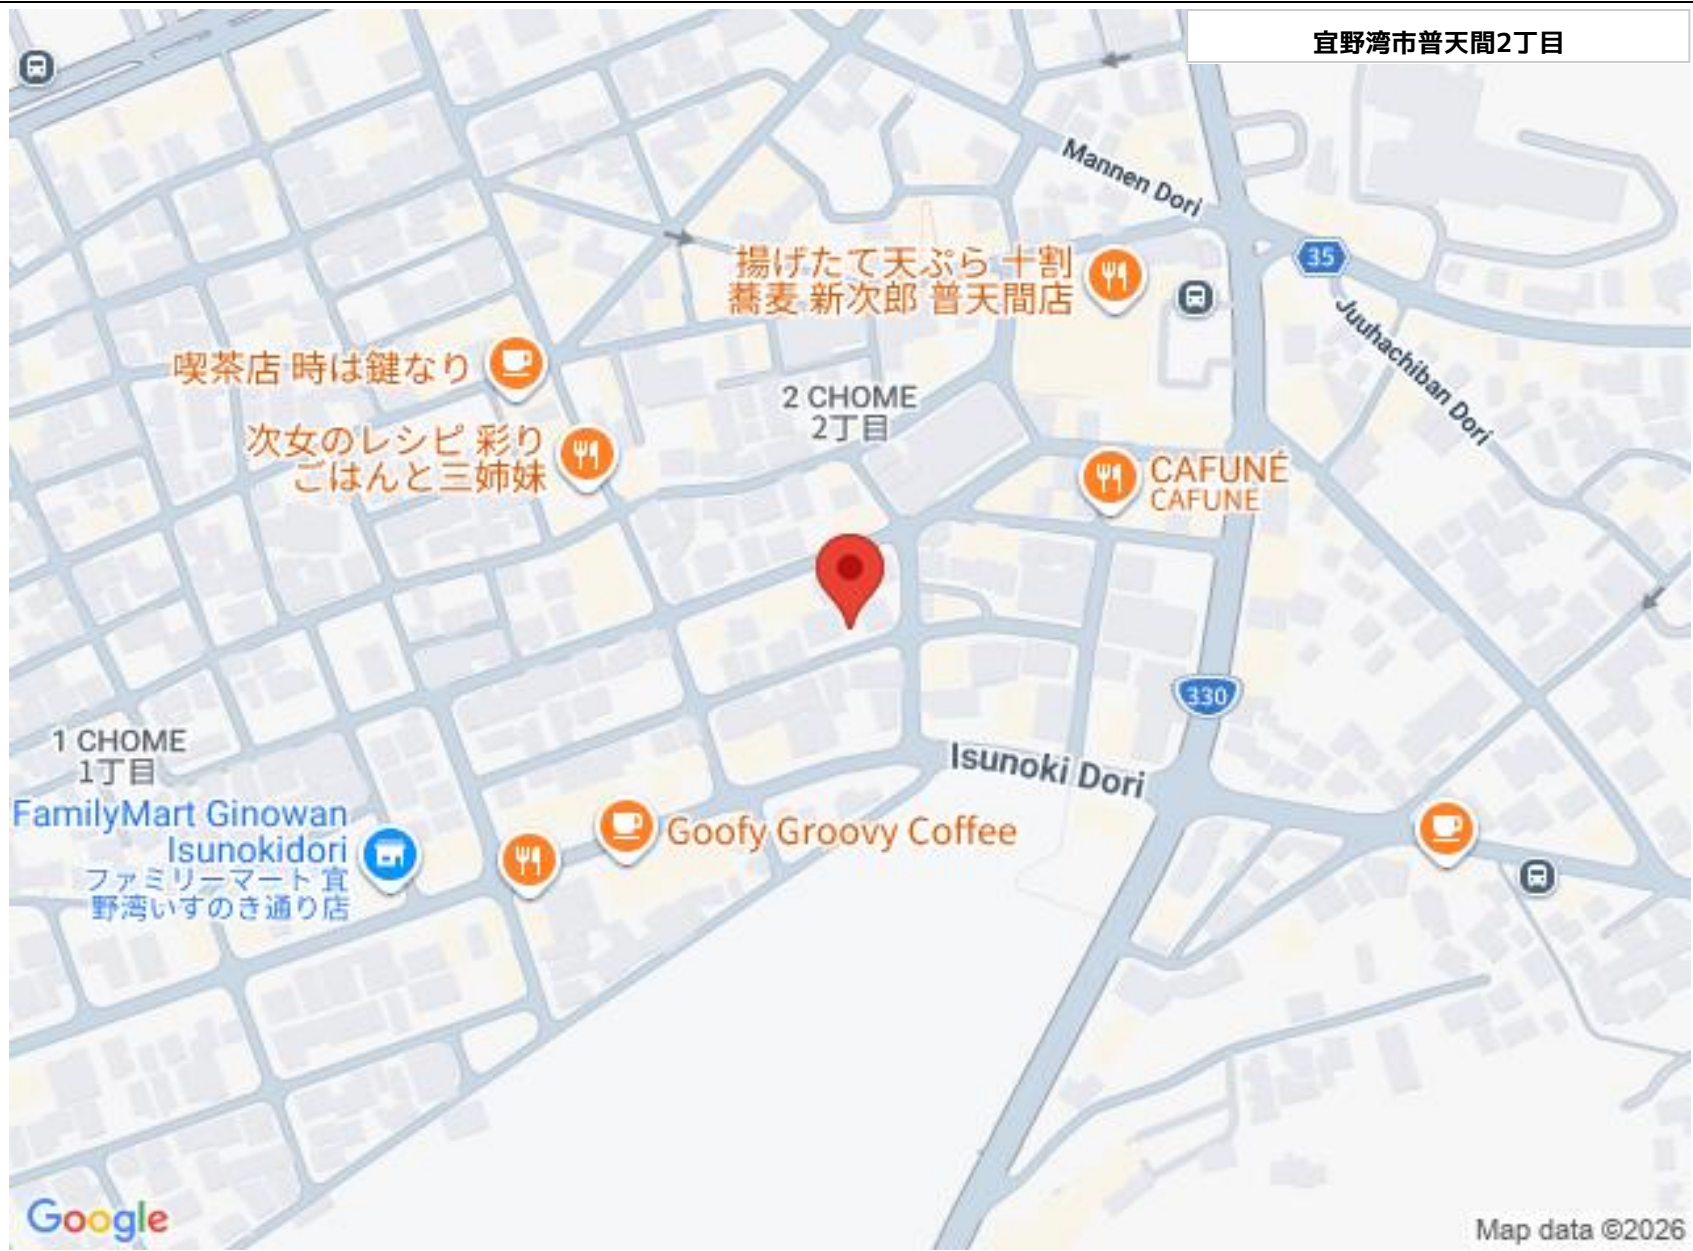 宜野湾市普天間2丁目
Mannen Dori
揚げたて天ぷら 十割
蕎麦 新次郎 普天間店
35
Juuhachiban Dori
喫茶店 時は鍵なり
2 CHOME
2丁目
次女のレシピ 彩り
ごはんと三姉妹
CAFUNÉ
CAFUNE
330
1 CHOME
1丁目
Isunoki Dori
FamilyMart Ginowan
Isunokidori
ファミリーマート 宜
野湾いすのき通り店
Goofy Groovy Coffee
Google
Map data ©2026